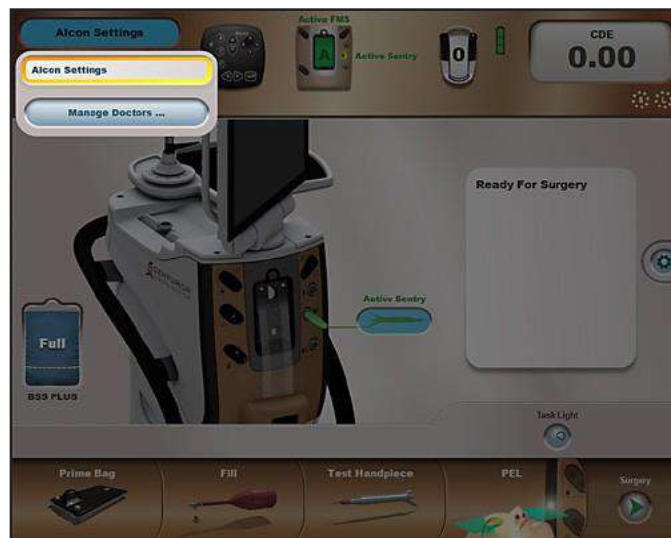 Alcon Settings
Active FMS
A
Active Sentry
0
CDE
0.00
Alcon Settings
Manage Doctors ...
Ready For Surgery
CENTURION
Active Sentry
Full
BSS PLUS
Task Light
Prime Bag
Fill
Test Handpiece
PEL
Surgery